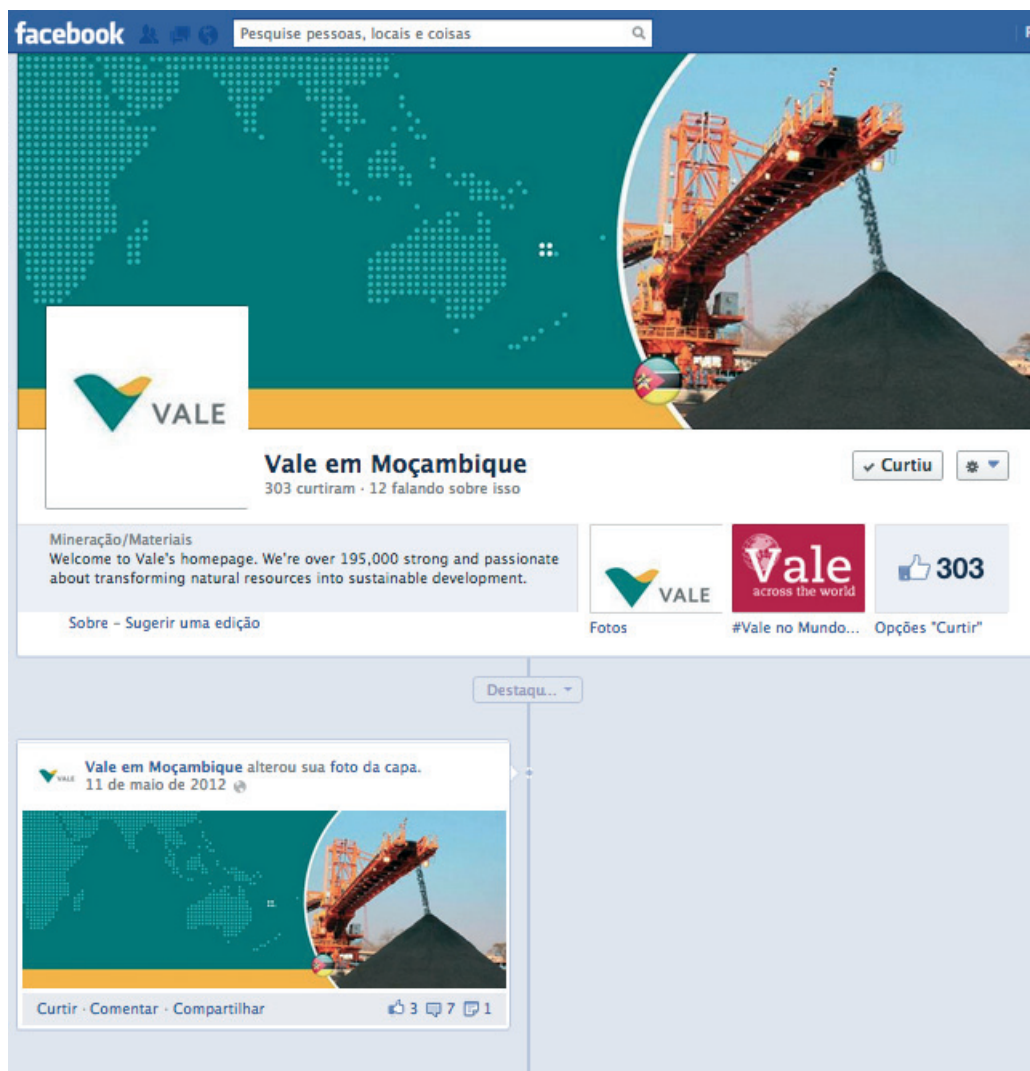 facebook
Pesquise pessoas, locais e coisas
VALE
Vale em Moçambique
303 curtiram · 12 falando sobre isso
Curtiu
Mineração/Materiais
Welcome to Vale's homepage. We're over 195,000 strong and passionate
about transforming natural resources into sustainable development.
Sobre – Sugerir uma edição
VALE
Fotos
Vale
across the world
#Vale no Mundo...
303
Opções "Curtir"
Destaqu...
VALE
Vale em Moçambique alterou sua foto da capa.
11 de maio de 2012
Curtir · Comentar · Compartilhar
3 7 1